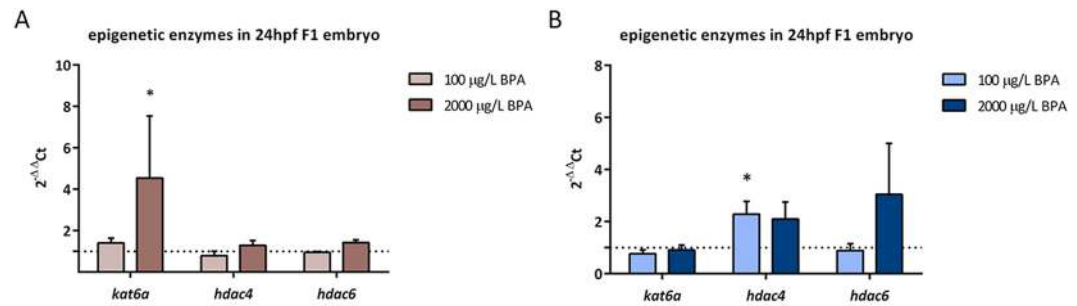 A
epigenetic enzymes in 24hpf F1 embryo
10
8
6
4
2
2^-ΔΔCt
*
kat6a
hdac4
hdac6
100 µg/L BPA
2000 µg/L BPA
B
epigenetic enzymes in 24hpf F1 embryo
8
6
4
2
0
2^-ΔΔCt
*
kat6a
hdac4
hdac6
100 µg/L BPA
2000 µg/L BPA